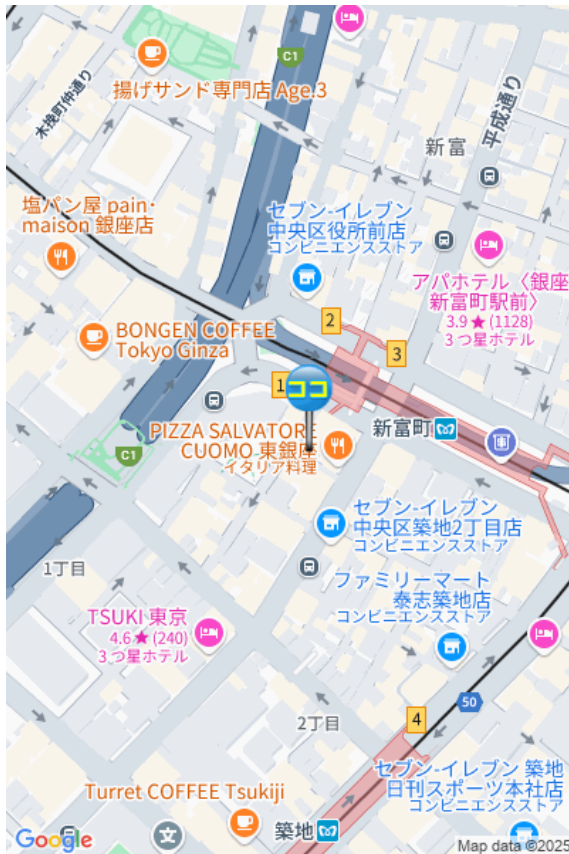 C1
揚げサンド専門店 Age.3
木挽町仲通り
平成通り
新富
塩パン屋 pain・
maison 銀座店
セブン-イレブン
中央区役所前店
コンビニエンスストア
アパホテル〈銀座
新富町駅前〉
3.9 ★ (1128)
3 つ星ホテル
BONGEN COFFEE
Tokyo Ginza
2
3
1
ココ
PIZZA SALVATORE
CUOMO 東銀座
イタリア料理
新富町
C1
セブン-イレブン
中央区築地2丁目店
コンビニエンスストア
1丁目
ファミリーマート
泰志築地店
コンビニエンスストア
TSUKI 東京
4.6 ★ (240)
3 つ星ホテル
50
2丁目
4
セブン-イレブン 築地
日刊スポーツ本社店
コンビニエンスストア
Turret COFFEE Tsukiji
築地
文
Google
Map data ©2025